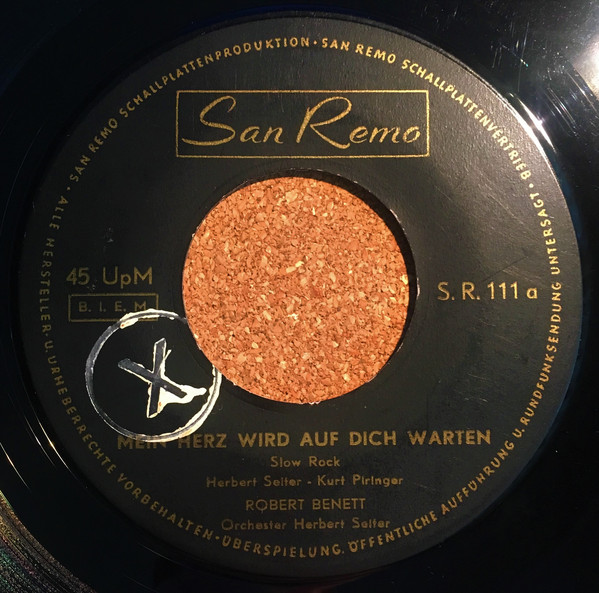 SAN REMO SCHALLPLATTENPRODUKTION · SAN REMO SCHALLPLATTENVERTRIEB ·
San Remo
45 UpM
B. I. E. M
S. R. 111 a
X
MEIN HERZ WIRD AUF DICH WARTEN
Slow Rock
Herbert Seiter - Kurt Piringer
ROBERT BENETT
Orchester Herbert Seiter
· ALLE HERSTELLER- U. URHEBERRECHTE VORBEHALTEN · ÜBERSPIELUNG, ÖFFENTLICHE AUFFÜHRUNG U. RUNDFUNKSENDUNG UNTERSAGT ·